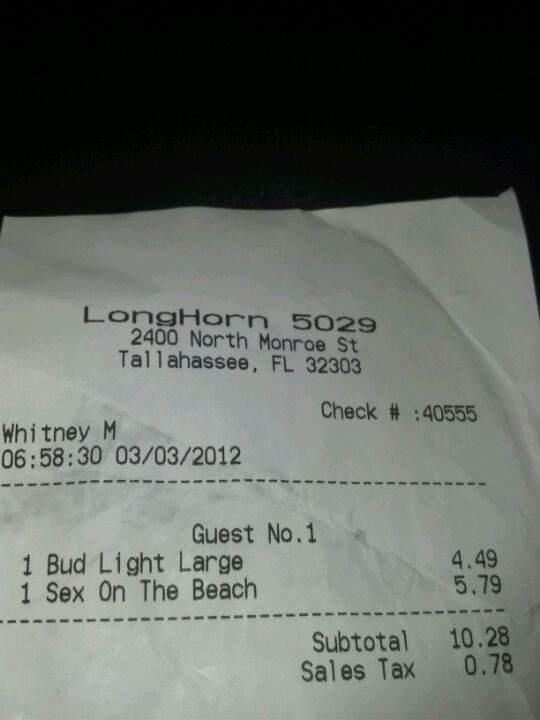 LongHorn 5029
2400 North Monroe St
Tallahassee, FL 32303
Check # :40555
Whitney M
06:58:30 03/03/2012
Guest No.1
1 Bud Light Large 4.49
1 Sex On The Beach 5.79
Subtotal 10.28
Sales Tax 0.78